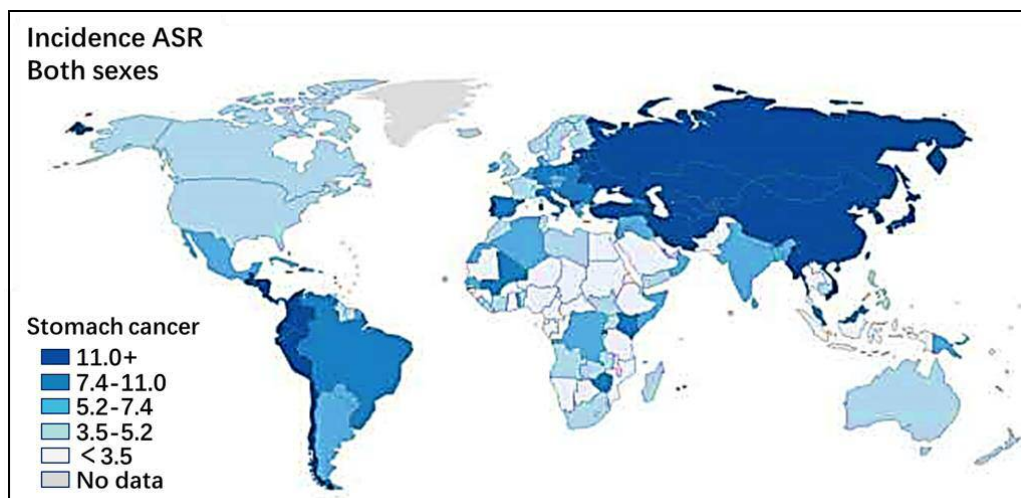 Incidence ASR
Both sexes
Stomach cancer
11.0+
7.4-11.0
5.2-7.4
3.5-5.2
<3.5
No data